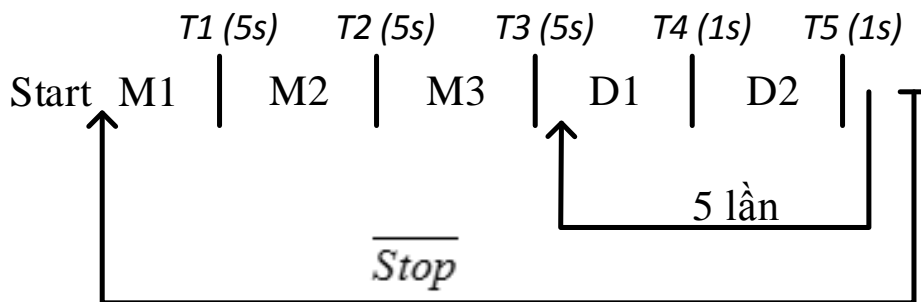 T1 (5s) T2 (5s) T3 (5s) T4 (1s) T5 (1s)
Start M1 M2 M3 D1 D2
5 lần
Stop